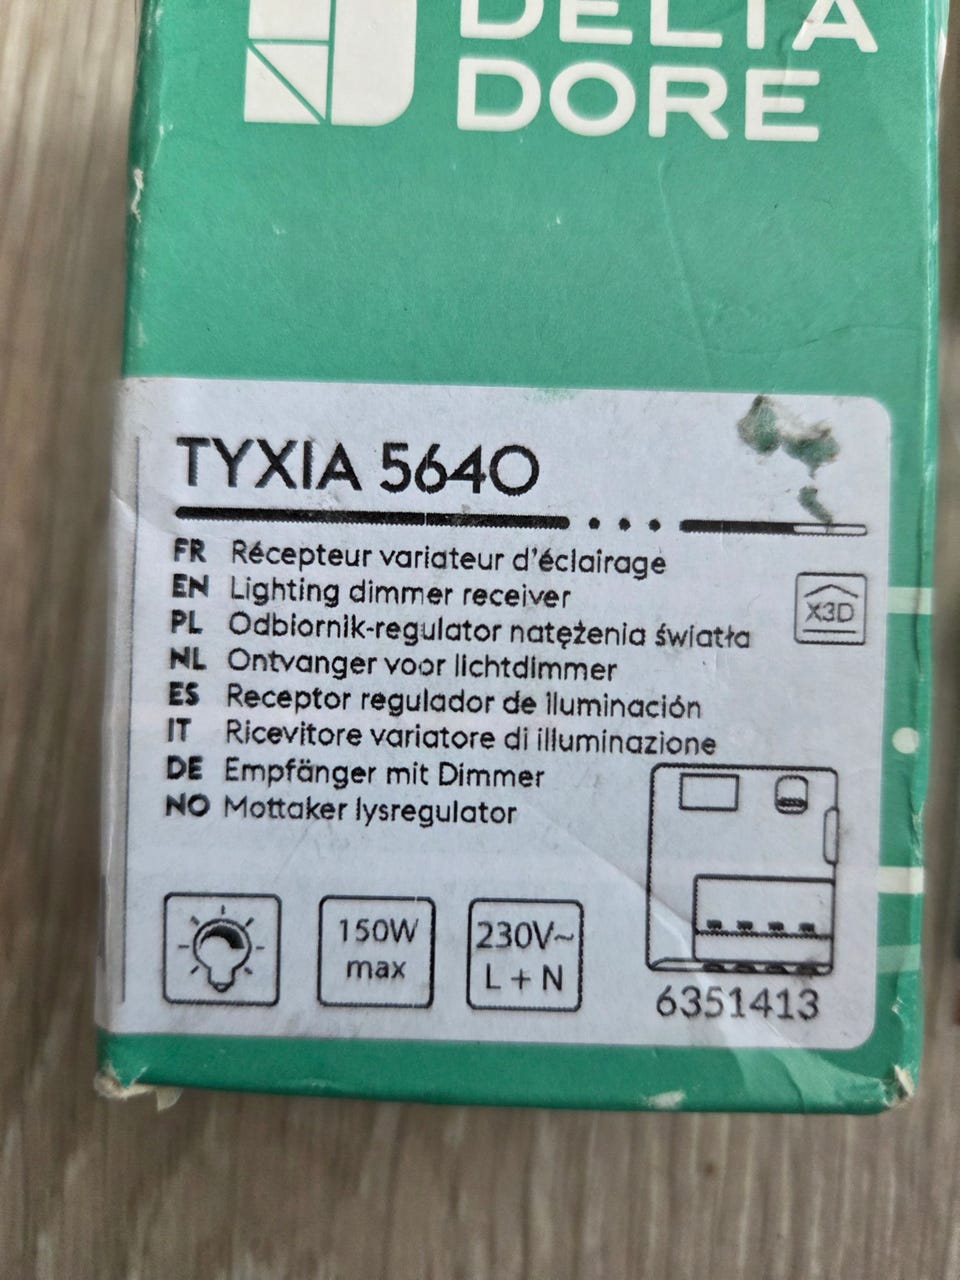 DELTA
DORE
TYXIA 5640
FR Récepteur variateur d'éclairage
EN Lighting dimmer receiver
PL Odbiornik-regulator natężenia światła
NL Ontvanger voor lichtdimmer
ES Receptor regulador de iluminación
IT Ricevitore variatore di illuminazione
DE Empfänger mit Dimmer
NO Mottaker lysregulator
X3D
150W
max
230V~
L + N
6351413